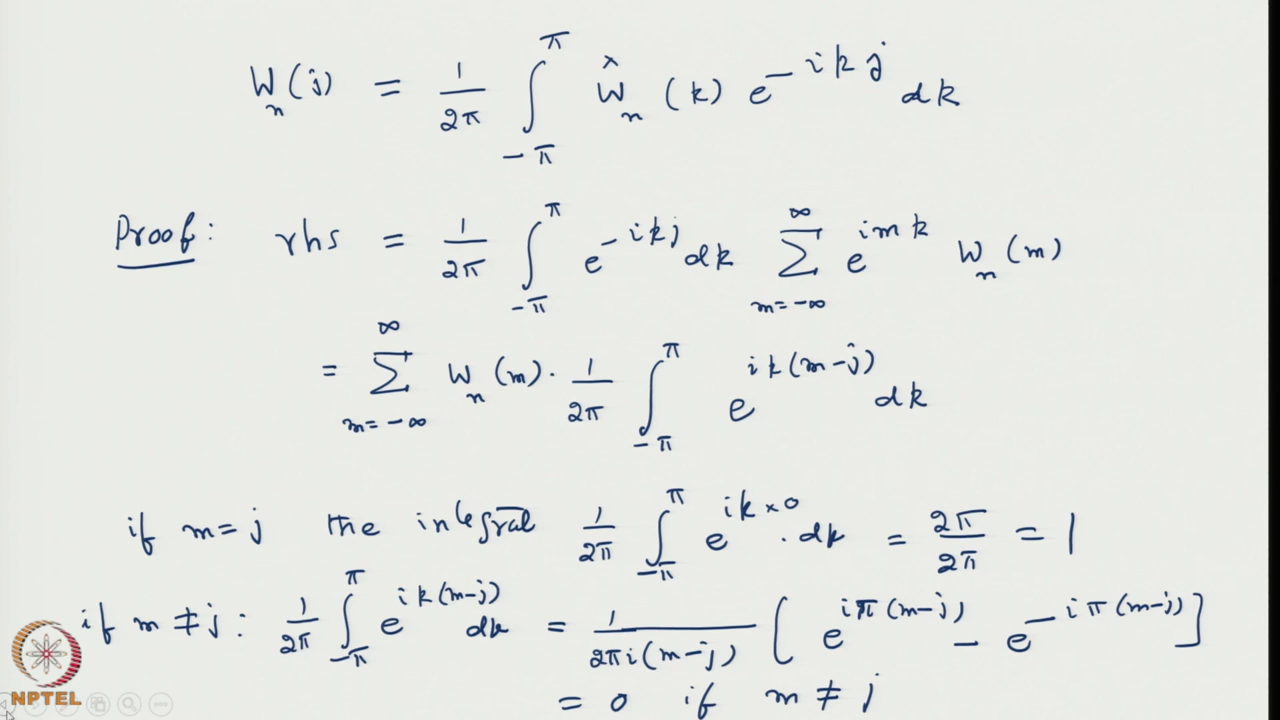 W_n(j) = 1/2π ∫_{-π}^{π} Ŵ_n(k) e^{-ikj} dk
Proof: rhs = 1/2π ∫_{-π}^{π} e^{-ikj} dk ∑_{m=-∞}^{∞} e^{imk} W_n(m)
= ∑_{m=-∞}^{∞} W_n(m) · 1/2π ∫_{-π}^{π} e^{ik(m-j)} dk
if m = j the integral 1/2π ∫_{-π}^{π} e^{ik×0} · dk = 2π/2π = 1
if m ≠ j : 1/2π ∫_{-π}^{π} e^{ik(m-j)} dk = 1/2πi(m-j) [ e^{iπ(m-j)} - e^{-iπ(m-j)} ]
= 0 if m ≠ j
NPTEL